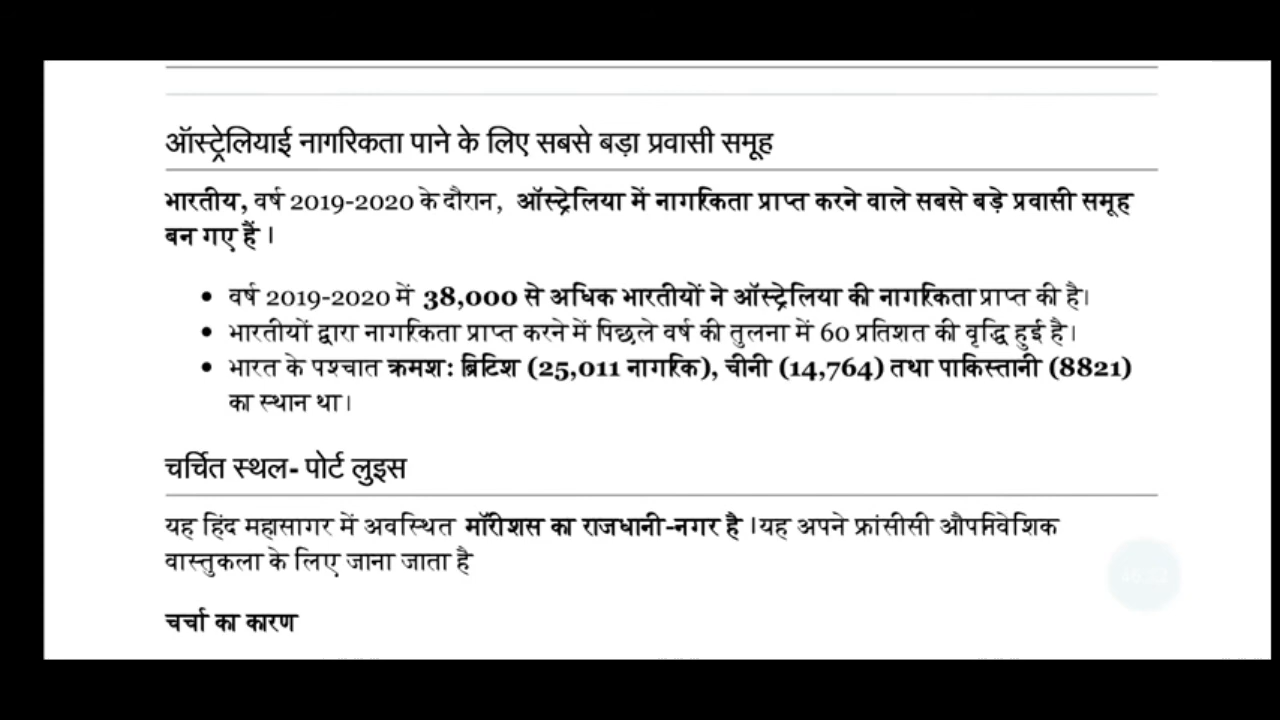 ऑस्ट्रेलियाई नागरिकता पाने के लिए सबसे बड़ा प्रवासी समूह
भारतीय, वर्ष 2019-2020 के दौरान, ऑस्ट्रेलिया में नागरिकता प्राप्त करने वाले सबसे बड़े प्रवासी समूह
बन गए हैं ।
• वर्ष 2019-2020 में 38,000 से अधिक भारतीयों ने ऑस्ट्रेलिया की नागरिकता प्राप्त की है।
• भारतीयों द्वारा नागरिकता प्राप्त करने में पिछले वर्ष की तुलना में 60 प्रतिशत की वृद्धि हुई है।
• भारत के पश्चात क्रमश: ब्रिटिश (25,011 नागरिक), चीनी (14,764) तथा पाकिस्तानी (8821)
का स्थान था।
चर्चित स्थल- पोर्ट लुइस
यह हिंद महासागर में अवस्थित मॉरीशस का राजधानी-नगर है ।यह अपने फ्रांसीसी औपनिवेशिक
वास्तुकला के लिए जाना जाता है
चर्चा का कारण